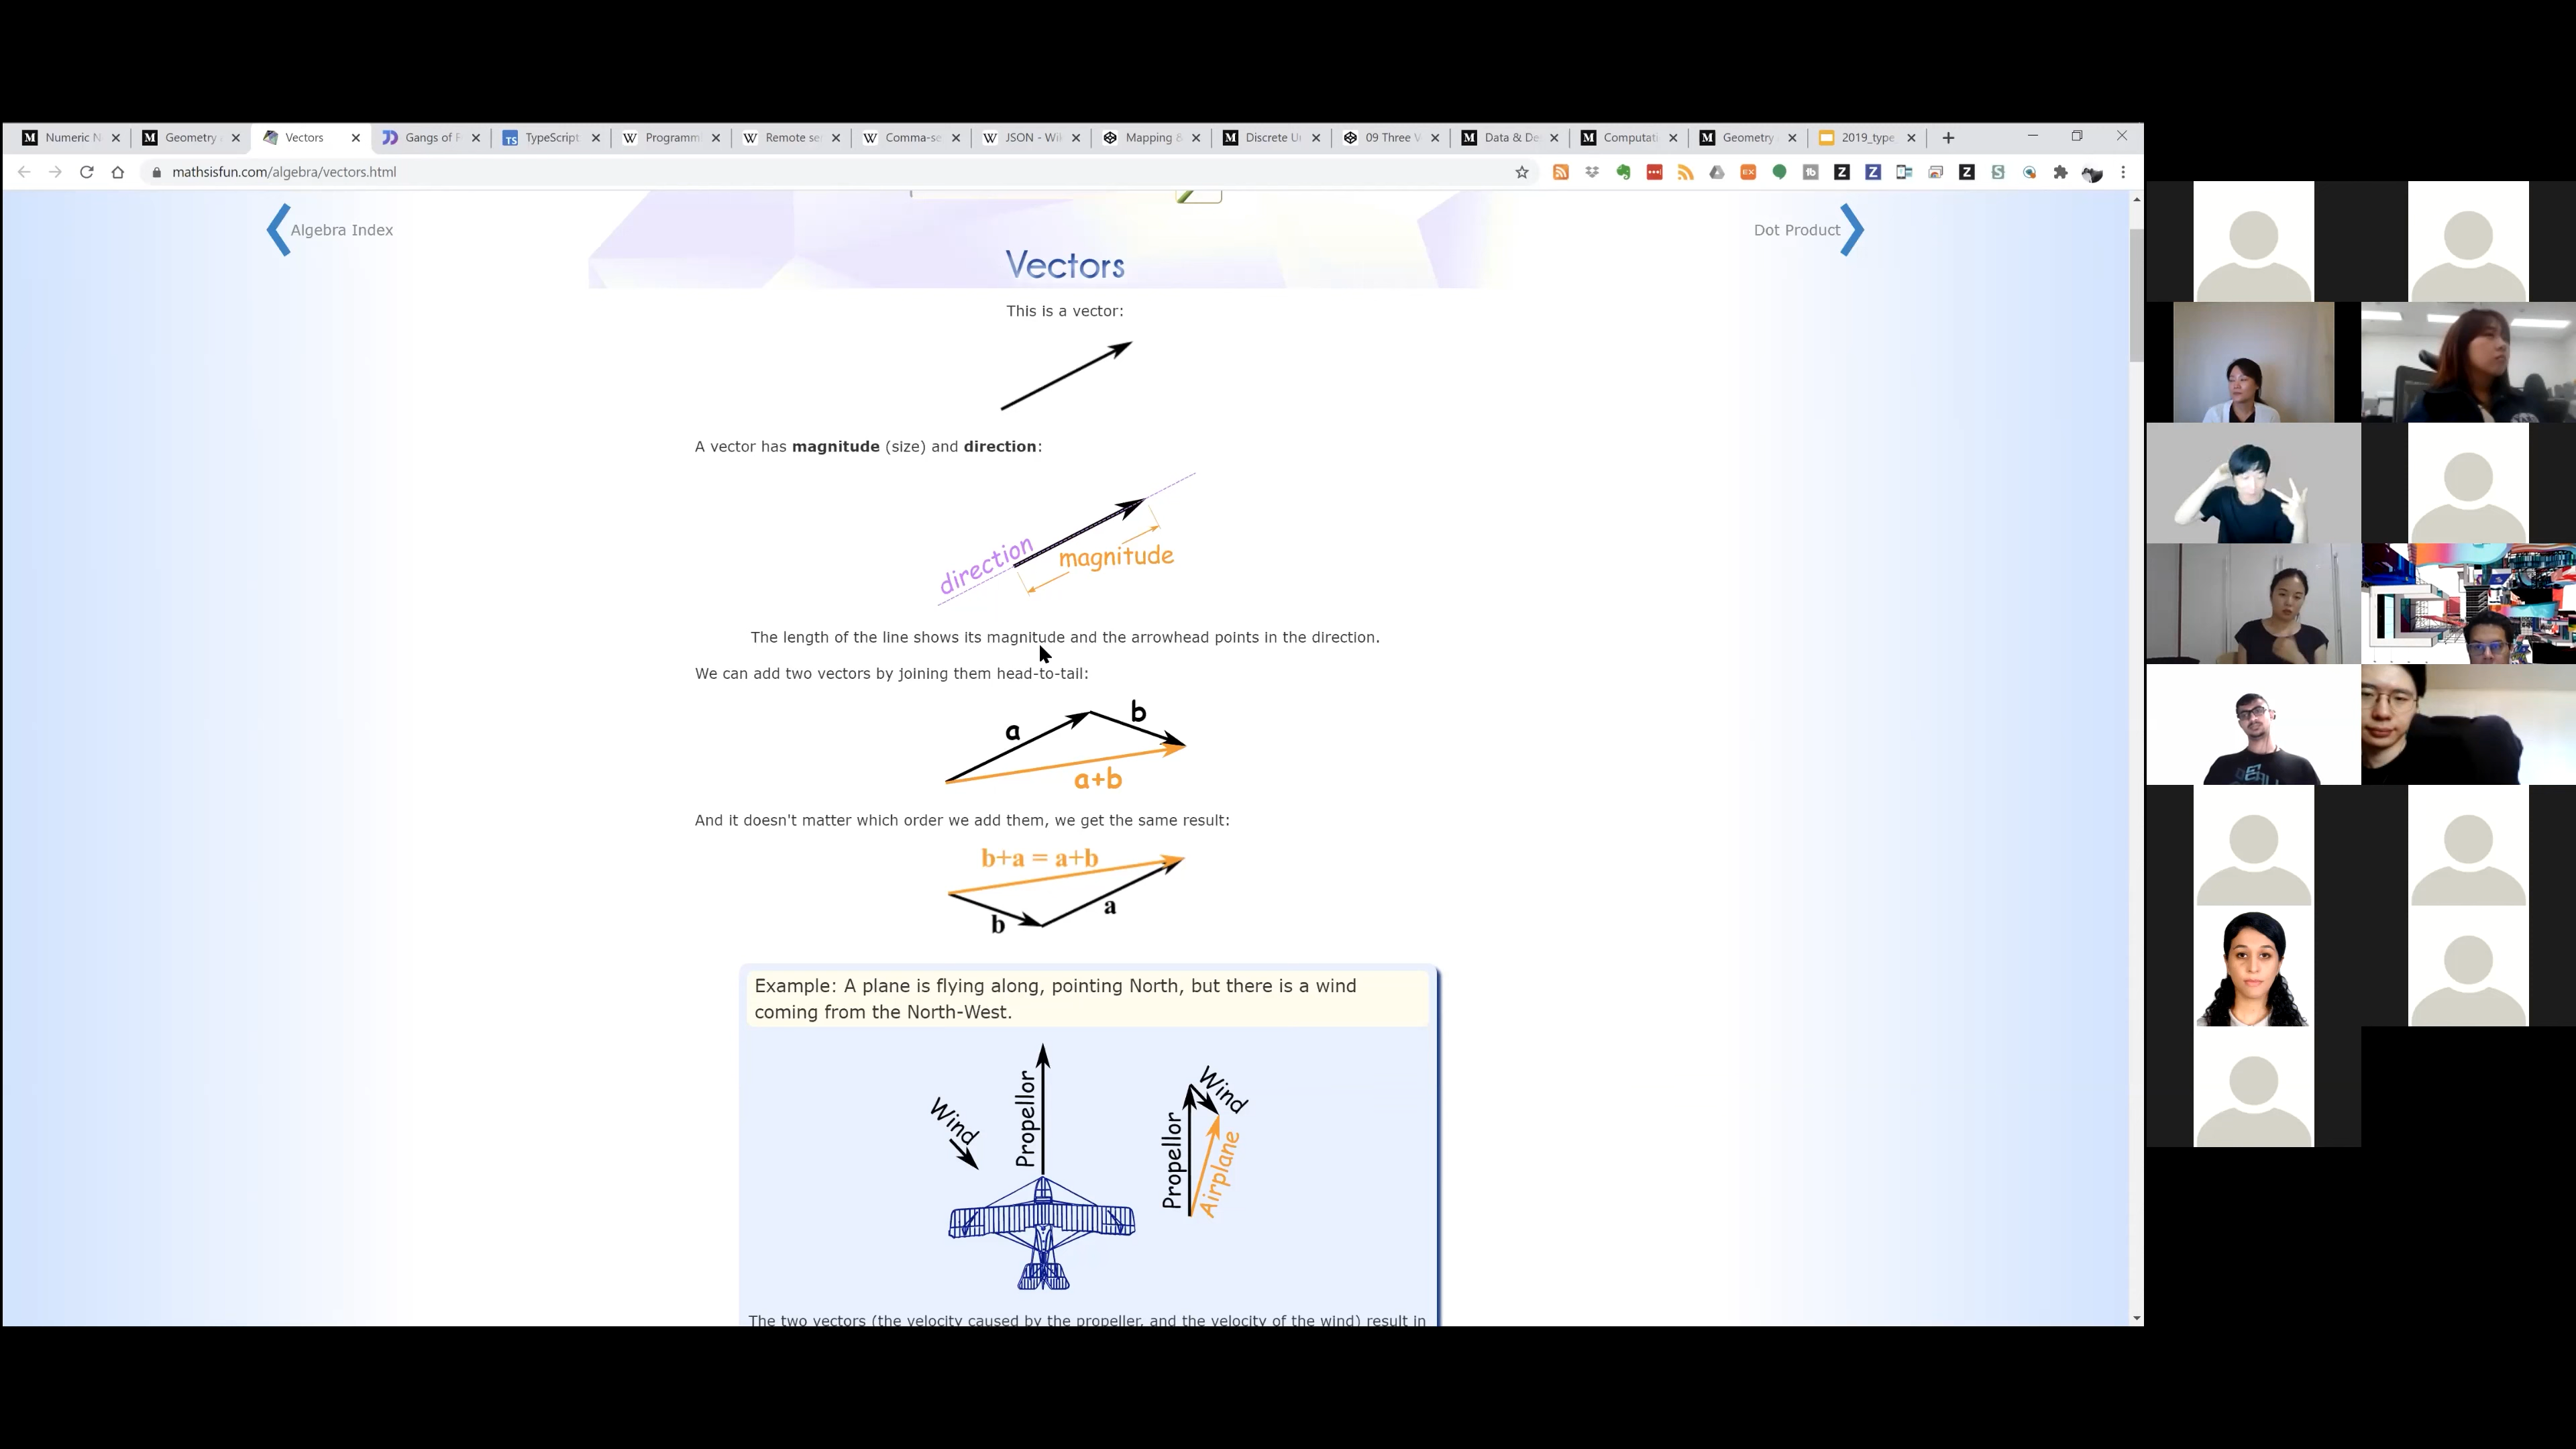 Numeric N
Geometry
Vectors
Gangs of F
TypeScript
Programm
Remote se
Comma-se
JSON - Wi
Mapping &
Discrete U
09 Three V
Data & De
Computati
Geometry
2019_type
mathsisfun.com/algebra/vectors.html
Algebra Index
Dot Product
Vectors
This is a vector:
A vector has magnitude (size) and direction:
direction
magnitude
The length of the line shows its magnitude and the arrowhead points in the direction.
We can add two vectors by joining them head-to-tail:
a
b
a+b
And it doesn't matter which order we add them, we get the same result:
b+a = a+b
b
a
Example: A plane is flying along, pointing North, but there is a wind
coming from the North-West.
Wind
Propellor
Propellor
Wind
Airplane
The two vectors (the velocity caused by the propeller, and the velocity of the wind) result in